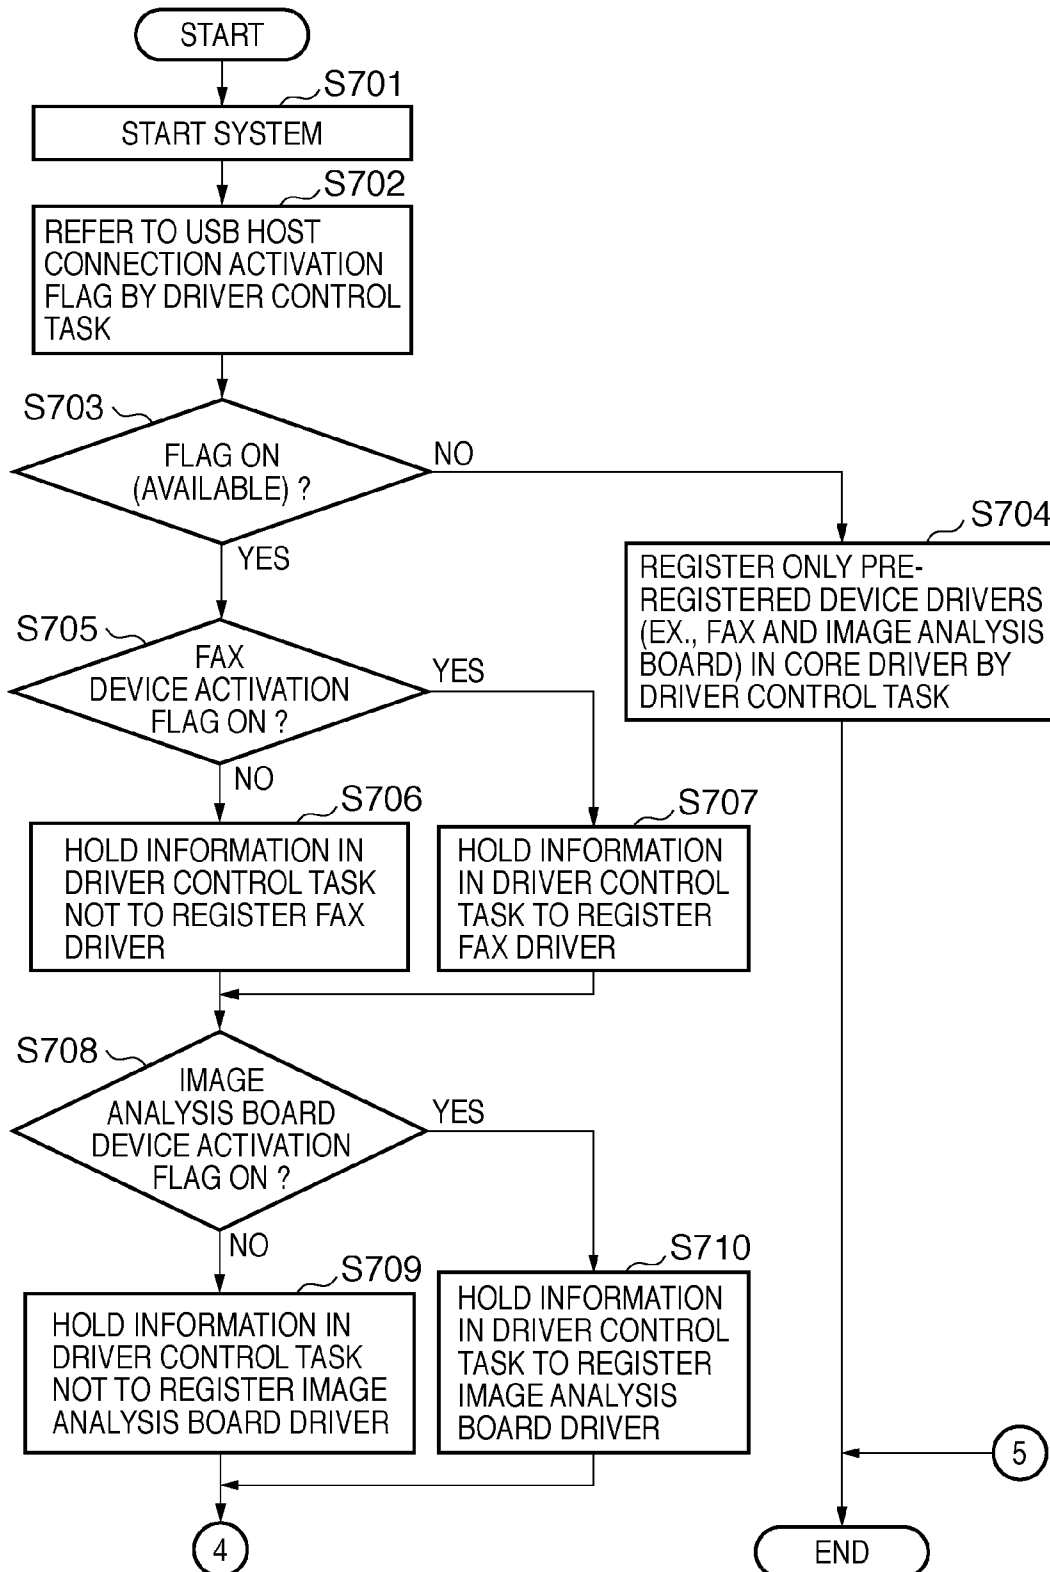 START
S701
START SYSTEM
S702
REFER TO USB HOST
CONNECTION ACTIVATION
FLAG BY DRIVER CONTROL
TASK
S703
FLAG ON
(AVAILABLE) ?
NO
YES
S704
REGISTER ONLY PRE-
REGISTERED DEVICE DRIVERS
(EX., FAX AND IMAGE ANALYSIS
BOARD) IN CORE DRIVER BY
DRIVER CONTROL TASK
S705
FAX
DEVICE ACTIVATION
FLAG ON ?
YES
NO
S706
HOLD INFORMATION IN
DRIVER CONTROL TASK
NOT TO REGISTER FAX
DRIVER
S707
HOLD INFORMATION
IN DRIVER CONTROL
TASK TO REGISTER
FAX DRIVER
S708
IMAGE
ANALYSIS BOARD
DEVICE ACTIVATION
FLAG ON ?
YES
NO
S709
HOLD INFORMATION IN
DRIVER CONTROL TASK
NOT TO REGISTER IMAGE
ANALYSIS BOARD DRIVER
S710
HOLD INFORMATION
IN DRIVER CONTROL
TASK TO REGISTER
IMAGE ANALYSIS
BOARD DRIVER
5
4
END